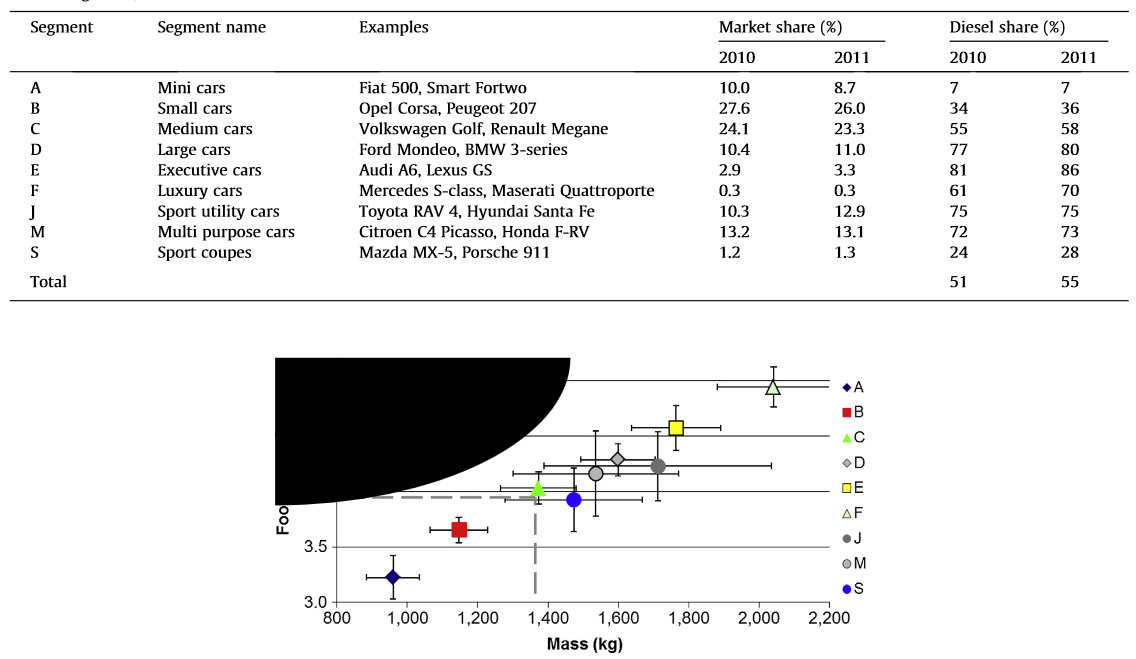 Segment Segment name Examples Market share (%) Diesel share (%)
2010 2011 2010 2011
A Mini cars Fiat 500, Smart Fortwo 10.0 8.7 7 7
B Small cars Opel Corsa, Peugeot 207 27.6 26.0 34 36
C Medium cars Volkswagen Golf, Renault Megane 24.1 23.3 55 58
D Large cars Ford Mondeo, BMW 3-series 10.4 11.0 77 80
E Executive cars Audi A6, Lexus GS 2.9 3.3 81 86
F Luxury cars Mercedes S-class, Maserati Quattroporte 0.3 0.3 61 70
J Sport utility cars Toyota RAV 4, Hyundai Santa Fe 10.3 12.9 75 75
M Multi purpose cars Citroen C4 Picasso, Honda F-RV 13.2 13.1 72 73
S Sport coupes Mazda MX-5, Porsche 911 1.2 1.3 24 28
Total 51 55
A
B
C
D
E
F
J
M
S
3.5
3.0
800 1,000 1,200 1,400 1,600 1,800 2,000 2,200
Mass (kg)